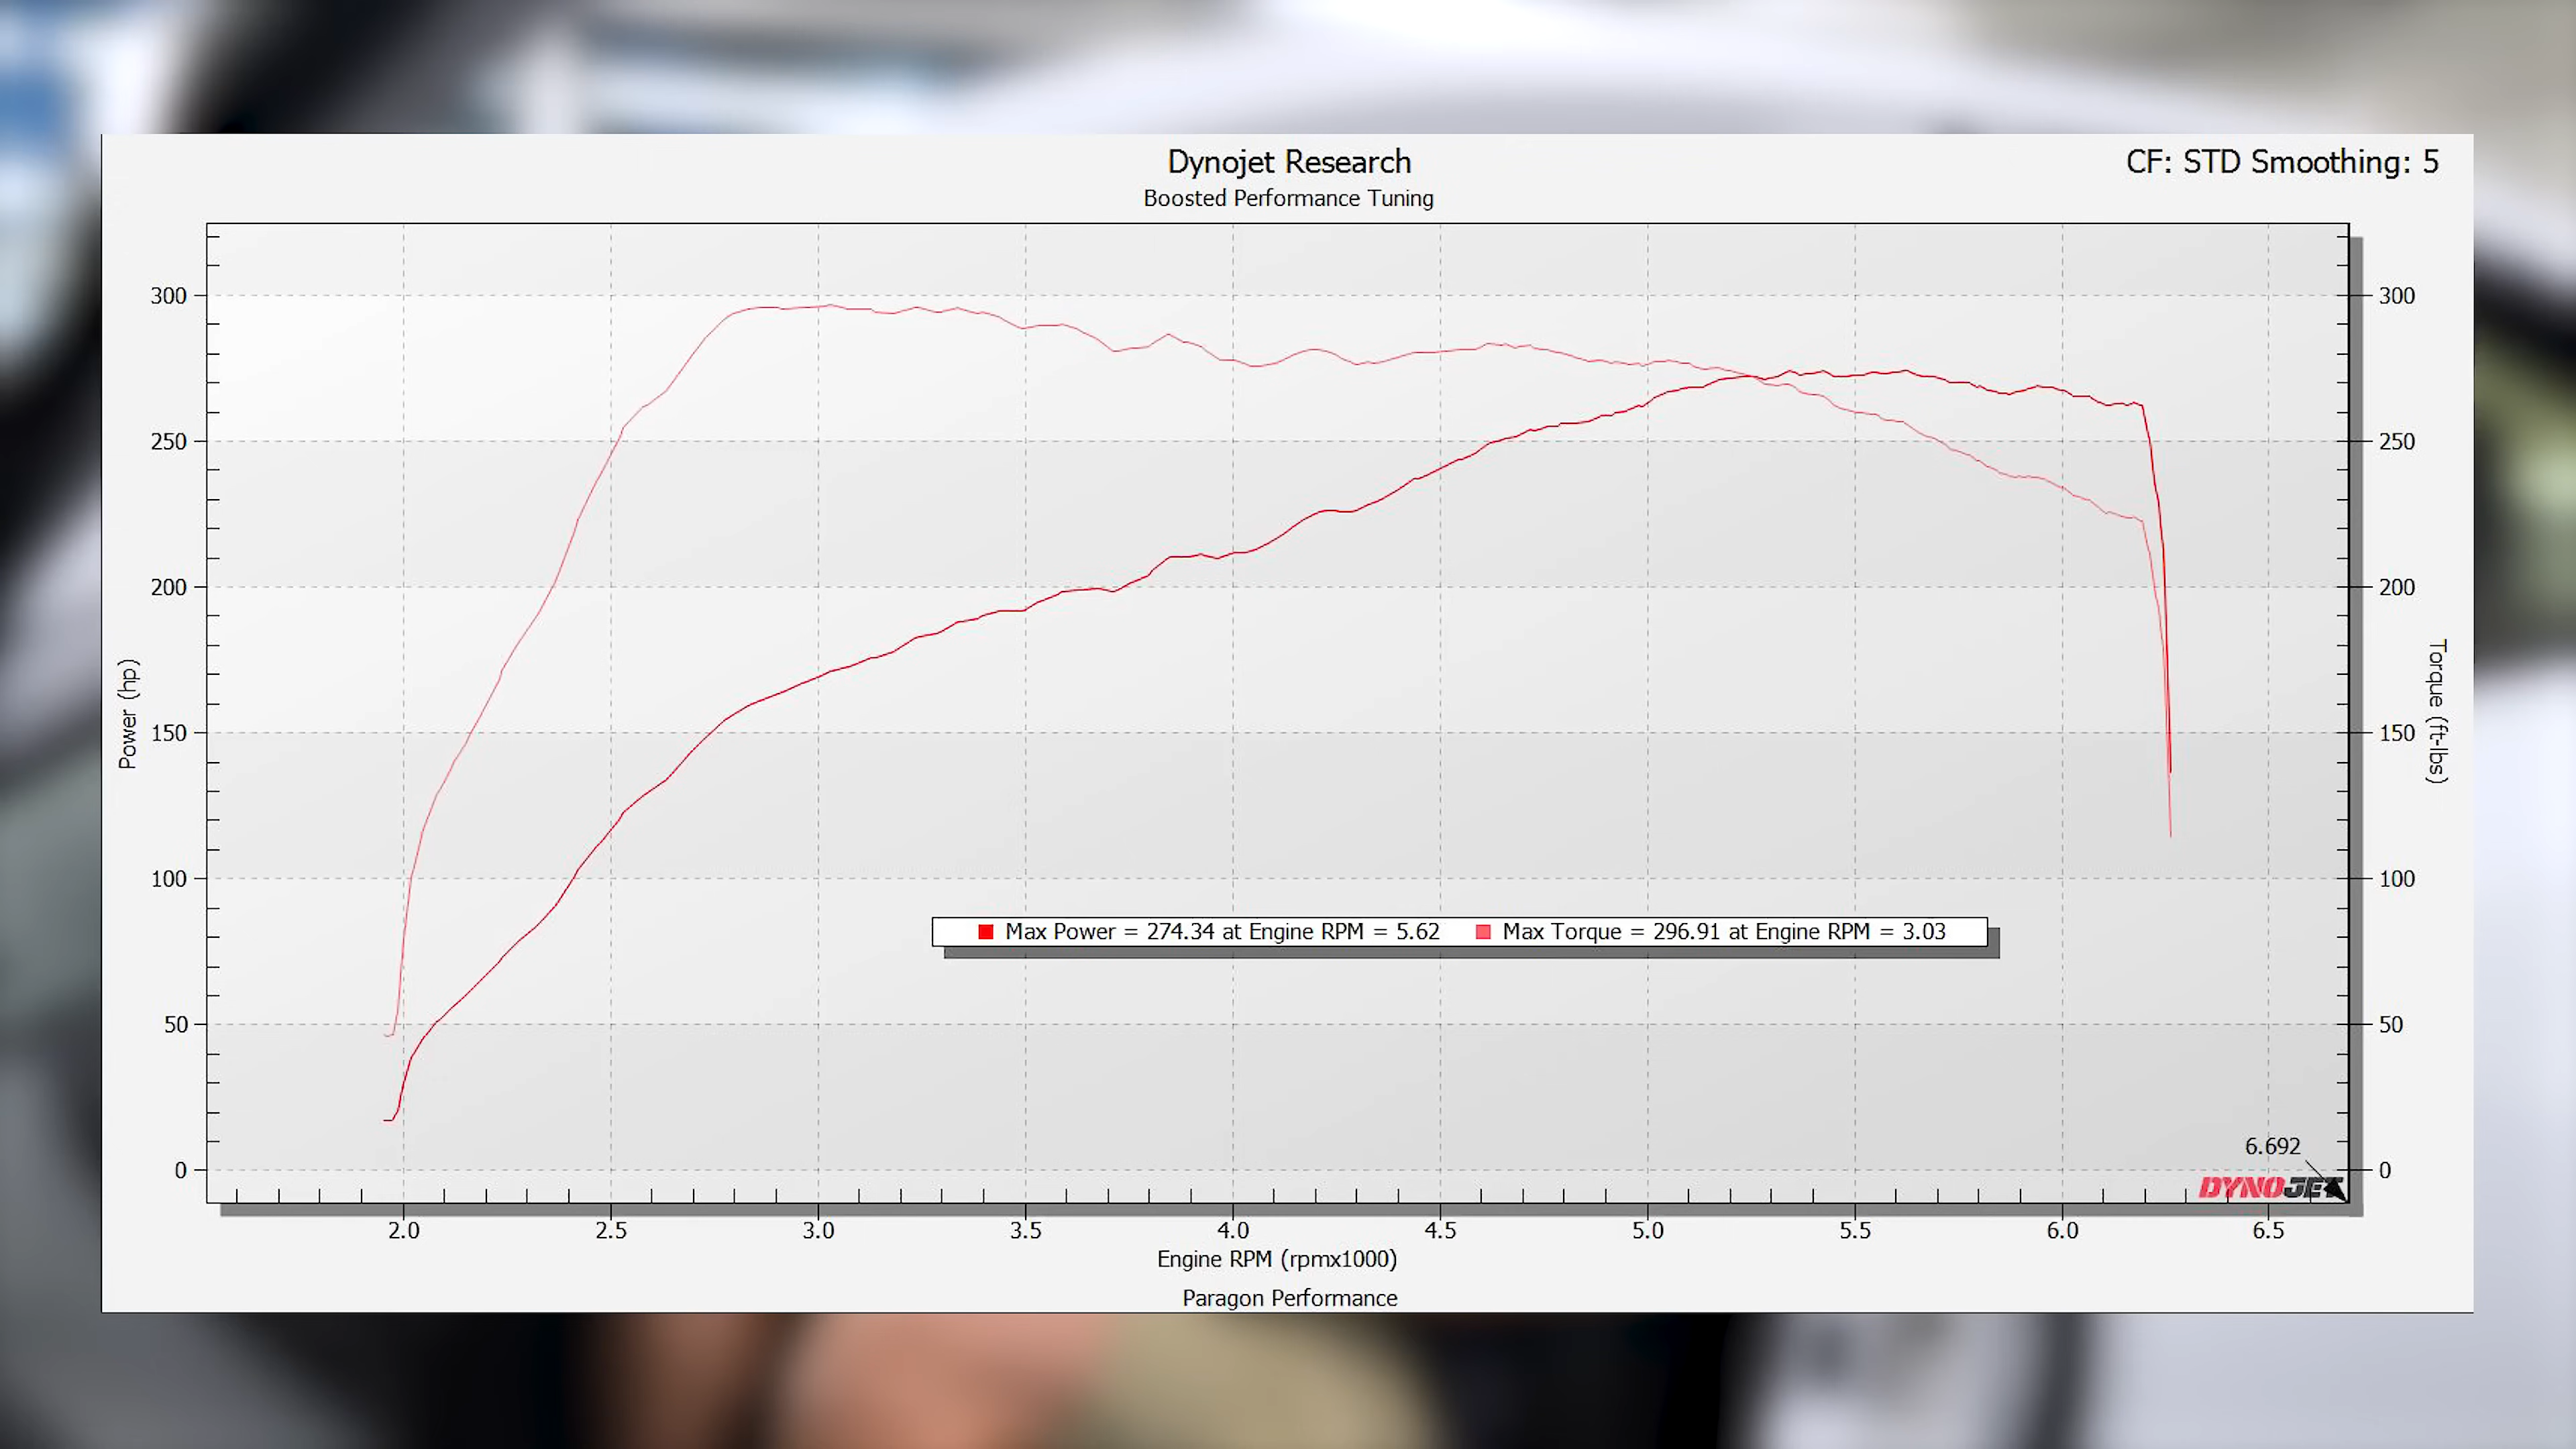 Dynojet Research
CF: STD Smoothing: 5
Boosted Performance Tuning
300
250
200
150
100
50
0
Power (hp)
300
250
200
150
100
50
0
Torque (ft-lbs)
Max Power = 274.34 at Engine RPM = 5.62 Max Torque = 296.91 at Engine RPM = 3.03
6.692
DYNOJET
2.0 2.5 3.0 3.5 4.0 4.5 5.0 5.5 6.0 6.5
Engine RPM (rpmx1000)
Paragon Performance